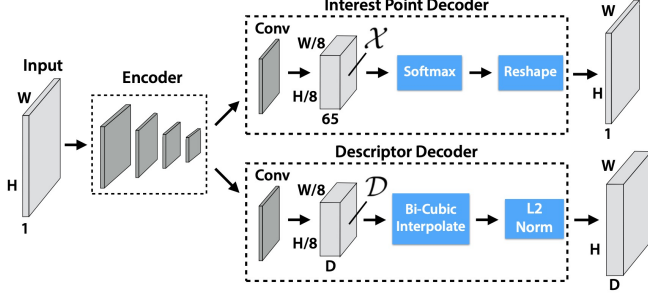 Interest Point Decoder
Input
W
H
1
Encoder
Conv
W/8
H/8
65
𝒳
Softmax
Reshape
W
H
1
Descriptor Decoder
Conv
W/8
H/8
D
𝒟
Bi-Cubic
Interpolate
L2
Norm
W
H
D